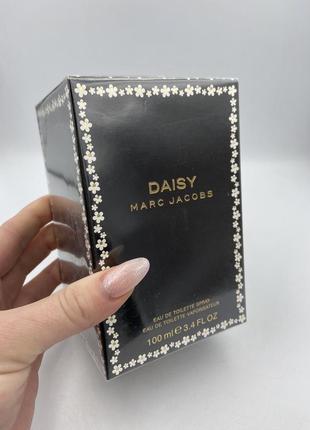 DAISY
MARC JACOBS
EAU DE TOILETTE SPRAY
EAU DE TOILETTE VAPORISATEUR
100 ml ℮ 3.4 FL OZ